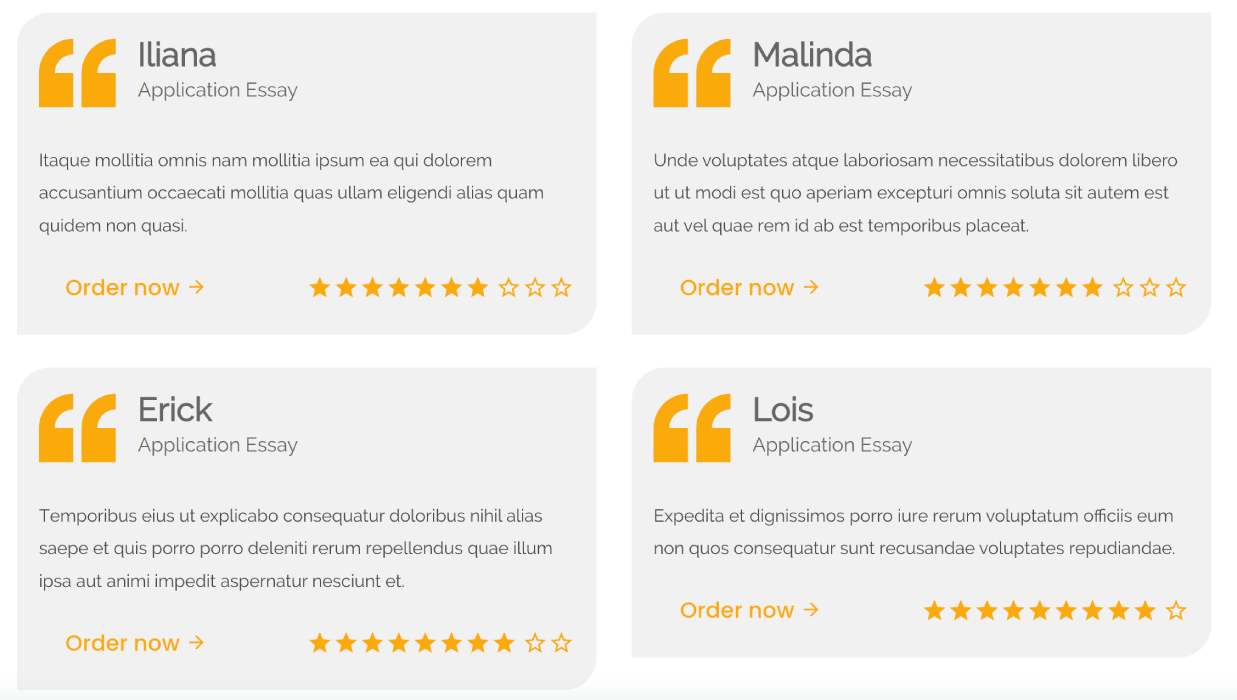 Iliana
Application Essay
Itaque mollitia omnis nam mollitia ipsum ea qui dolorem
accusantium occaecati mollitia quas ullam eligendi alias quam
quidem non quasi.
Order now →
Malinda
Application Essay
Unde voluptates atque laboriosam necessitatibus dolorem libero
ut ut modi est quo aperiam excepturi omnis soluta sit autem est
aut vel quae rem id ab est temporibus placeat.
Order now →
Erick
Application Essay
Temporibus eius ut explicabo consequatur doloribus nihil alias
saepe et quis porro porro deleniti rerum repellendus quae illum
ipsa aut animi impedit aspernatur nesciunt et.
Order now →
Lois
Application Essay
Expedita et dignissimos porro iure rerum voluptatum officiis eum
non quos consequatur sunt recusandae voluptates repudiandae.
Order now →